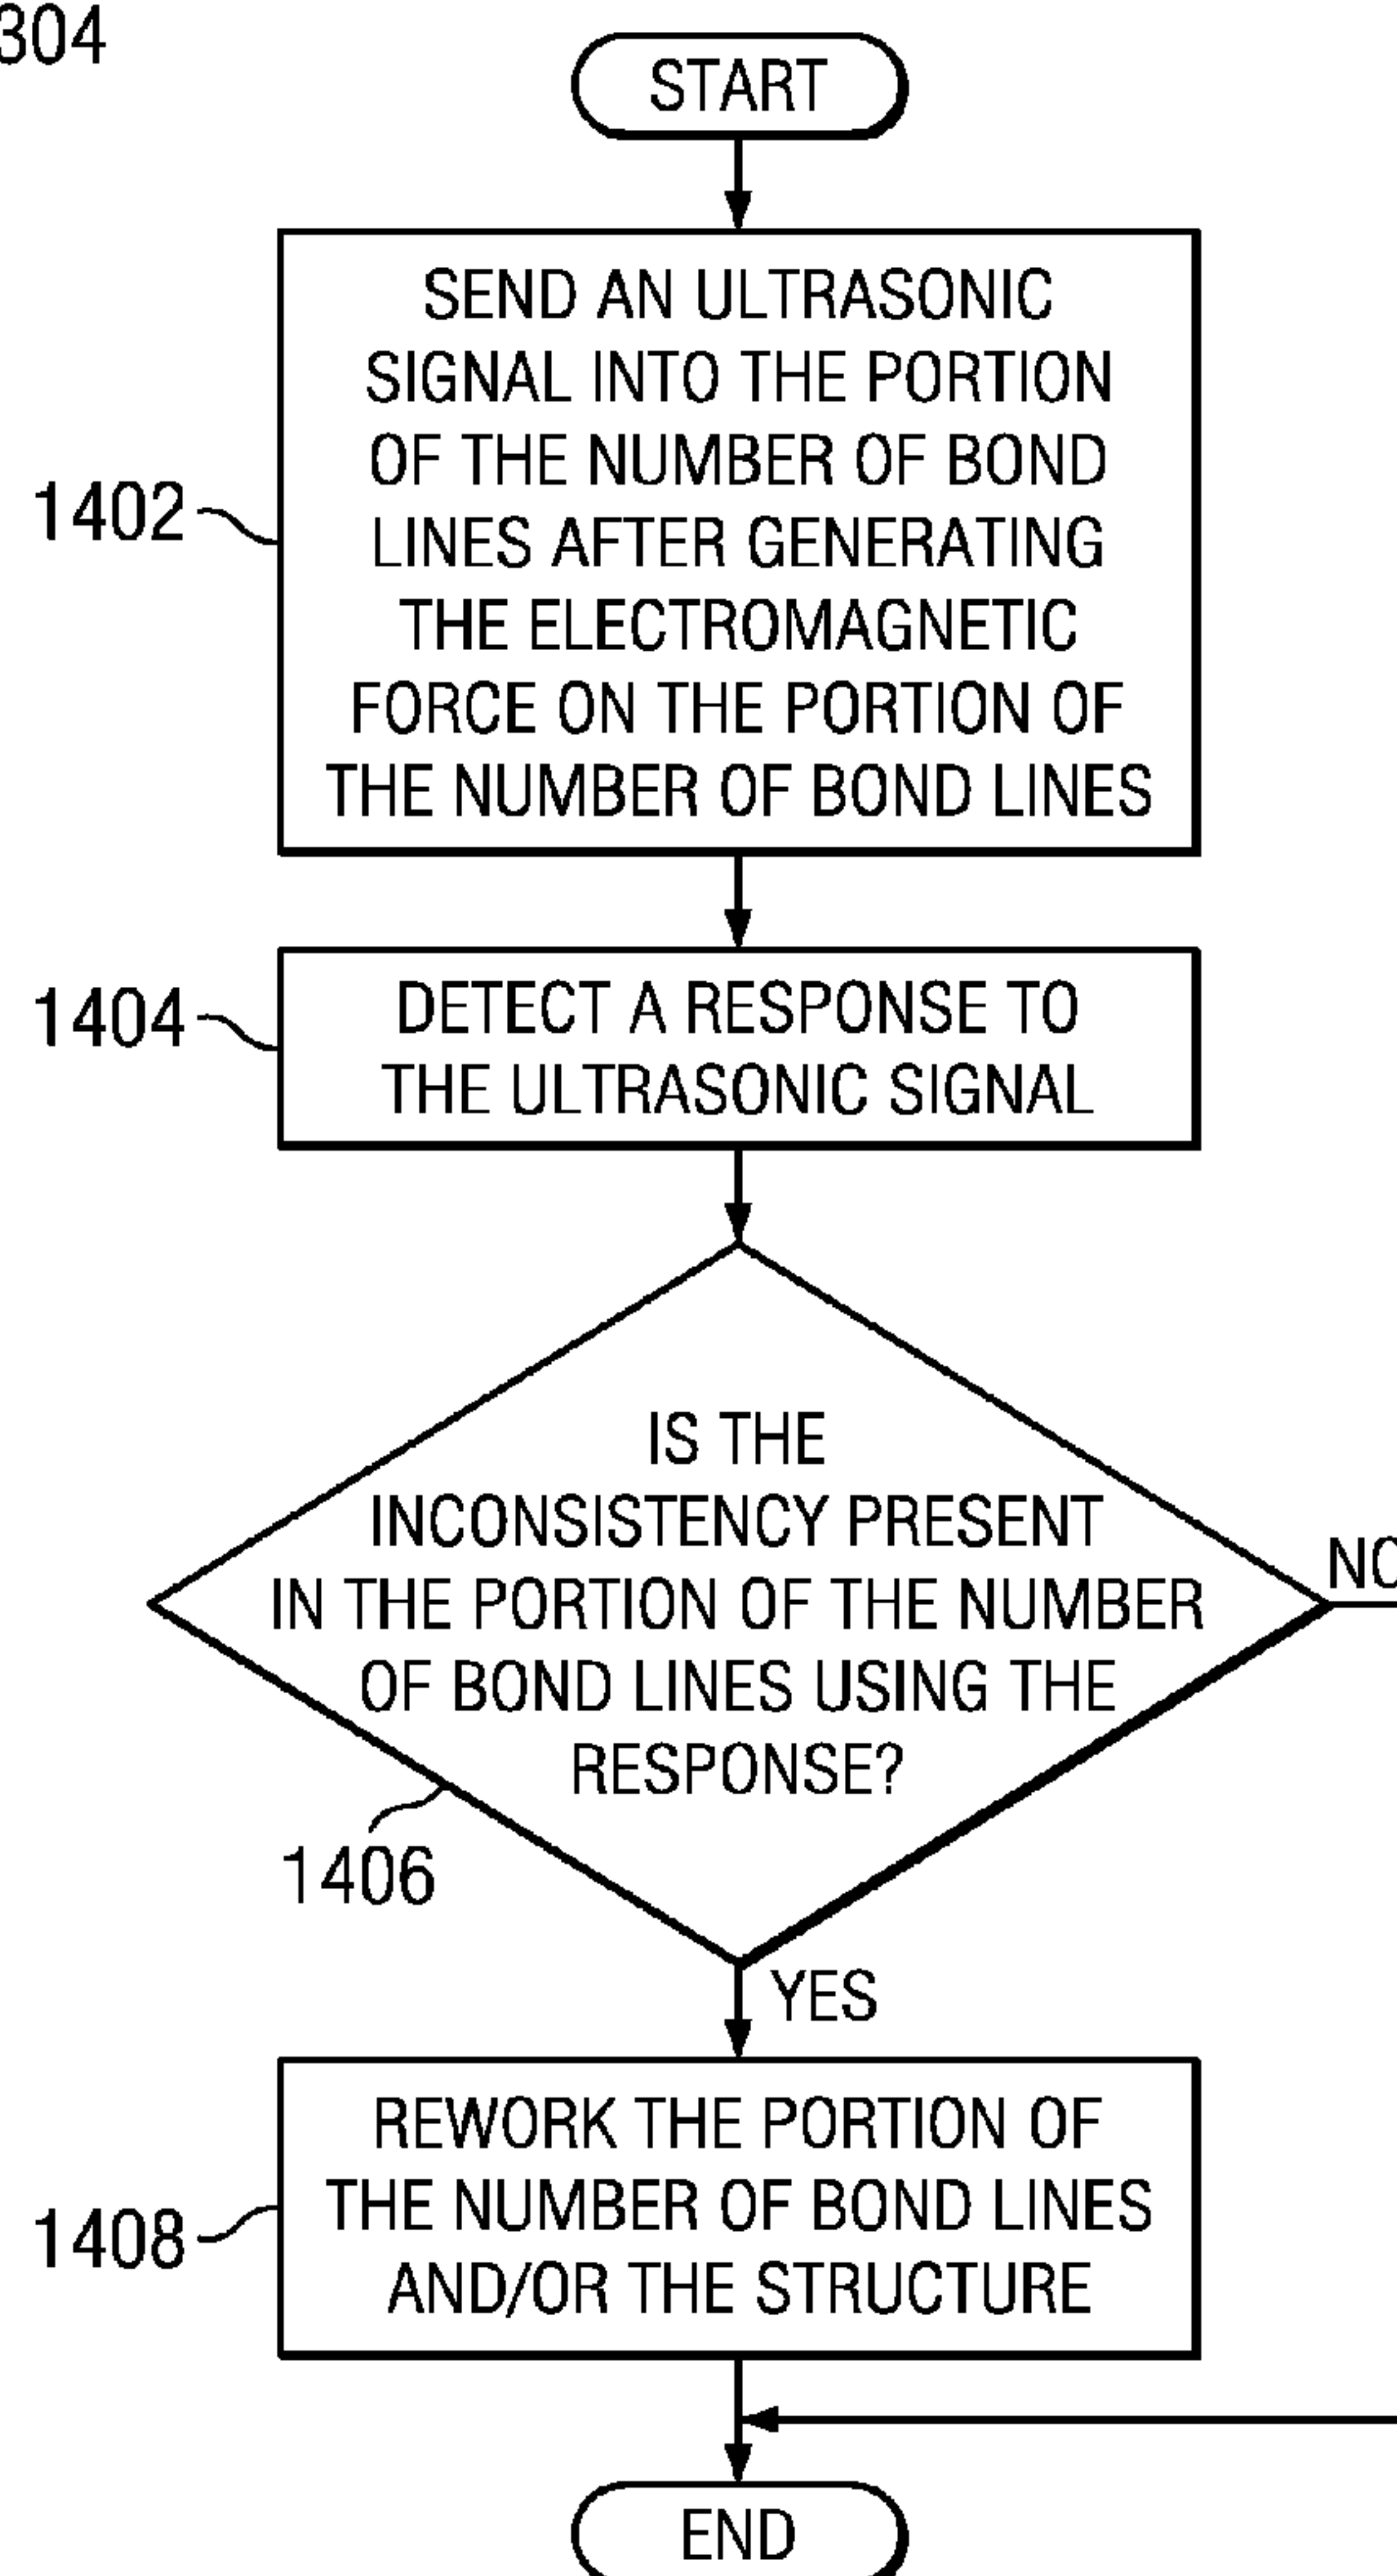 304
START
SEND AN ULTRASONIC
SIGNAL INTO THE PORTION
OF THE NUMBER OF BOND
LINES AFTER GENERATING
THE ELECTROMAGNETIC
FORCE ON THE PORTION OF
THE NUMBER OF BOND LINES
1402
DETECT A RESPONSE TO
THE ULTRASONIC SIGNAL
1404
IS THE
INCONSISTENCY PRESENT
IN THE PORTION OF THE NUMBER
OF BOND LINES USING THE
RESPONSE?
NO
1406
YES
REWORK THE PORTION OF
THE NUMBER OF BOND LINES
AND/OR THE STRUCTURE
1408
END